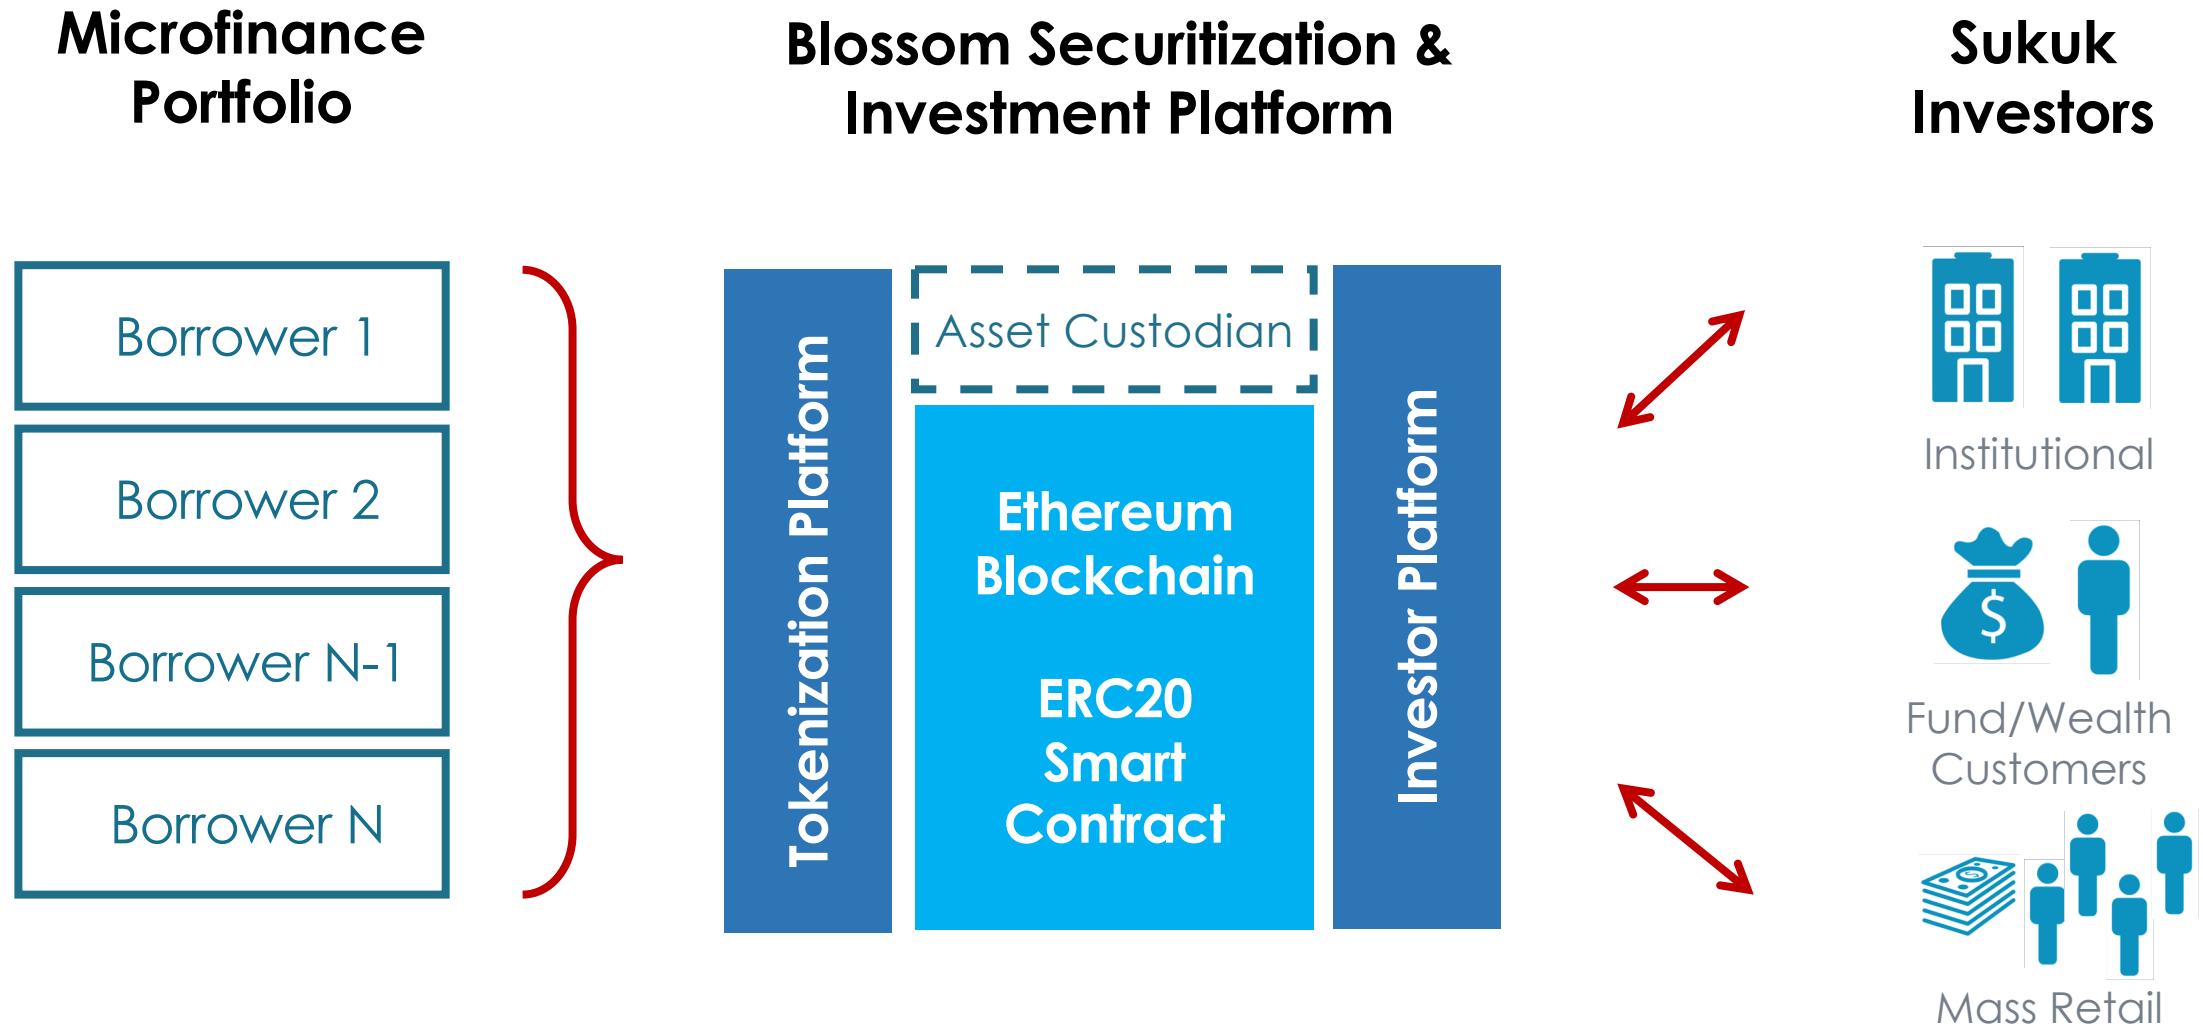 Microfinance
Portfolio
Blossom Securitization &
Investment Platform
Sukuk
Investors
Borrower 1
Borrower 2
Borrower N-1
Borrower N
Tokenization Platform
Asset Custodian
Ethereum
Blockchain
ERC20
Smart
Contract
Investor Platform
Institutional
$
Fund/Wealth
Customers
Mass Retail